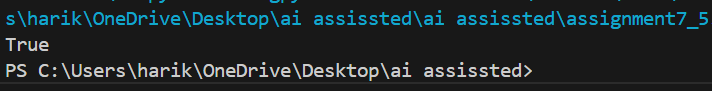 s\harik\OneDrive\Desktop\ai assissted\ai assissted\assignment7_5
True
PS C:\Users\harik\OneDrive\Desktop\ai assissted>